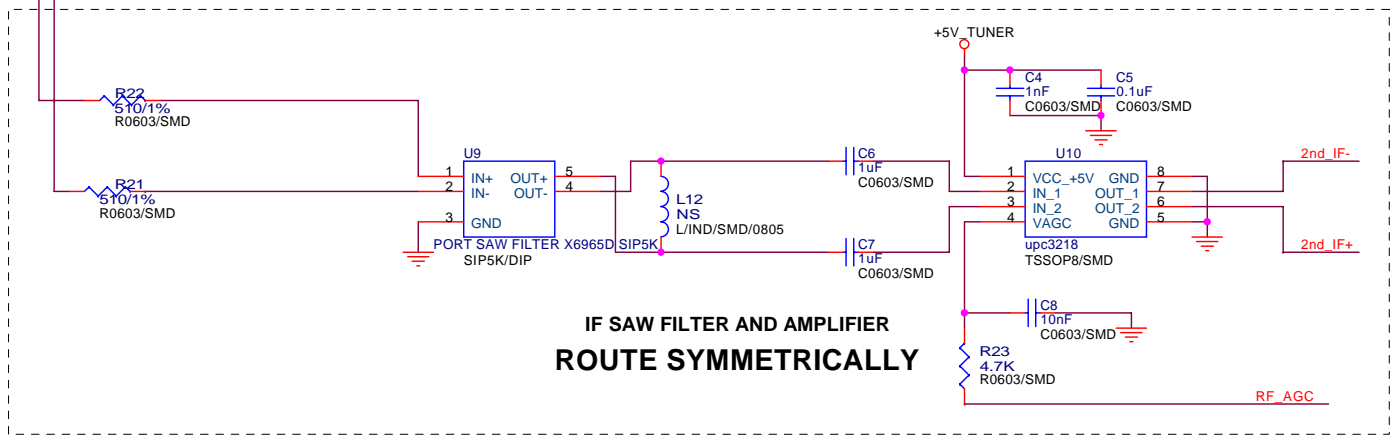 +5V_TUNER
R22
510/1%
R0603/SMD
C4
1nF
C0603/SMD
C5
0.1uF
C0603/SMD
R21
510/1%
R0603/SMD
U9
1 IN+ OUT+ 5
2 IN- OUT- 4
3 GND
PORT SAW FILTER X6965D SIP5K
SIP5K/DIP
L12
NS
L/IND/SMD/0805
C6
1uF
C0603/SMD
C7
1uF
C0603/SMD
U10
1 VCC_+5V GND 8
2 IN_1 OUT_1 7
3 IN_2 OUT_2 6
4 VAGC GND 5
upc3218
TSSOP8/SMD
2nd_IF-
2nd_IF+
C8
10nF
C0603/SMD
R23
4.7K
R0603/SMD
RF_AGC
IF SAW FILTER AND AMPLIFIER
ROUTE SYMMETRICALLY